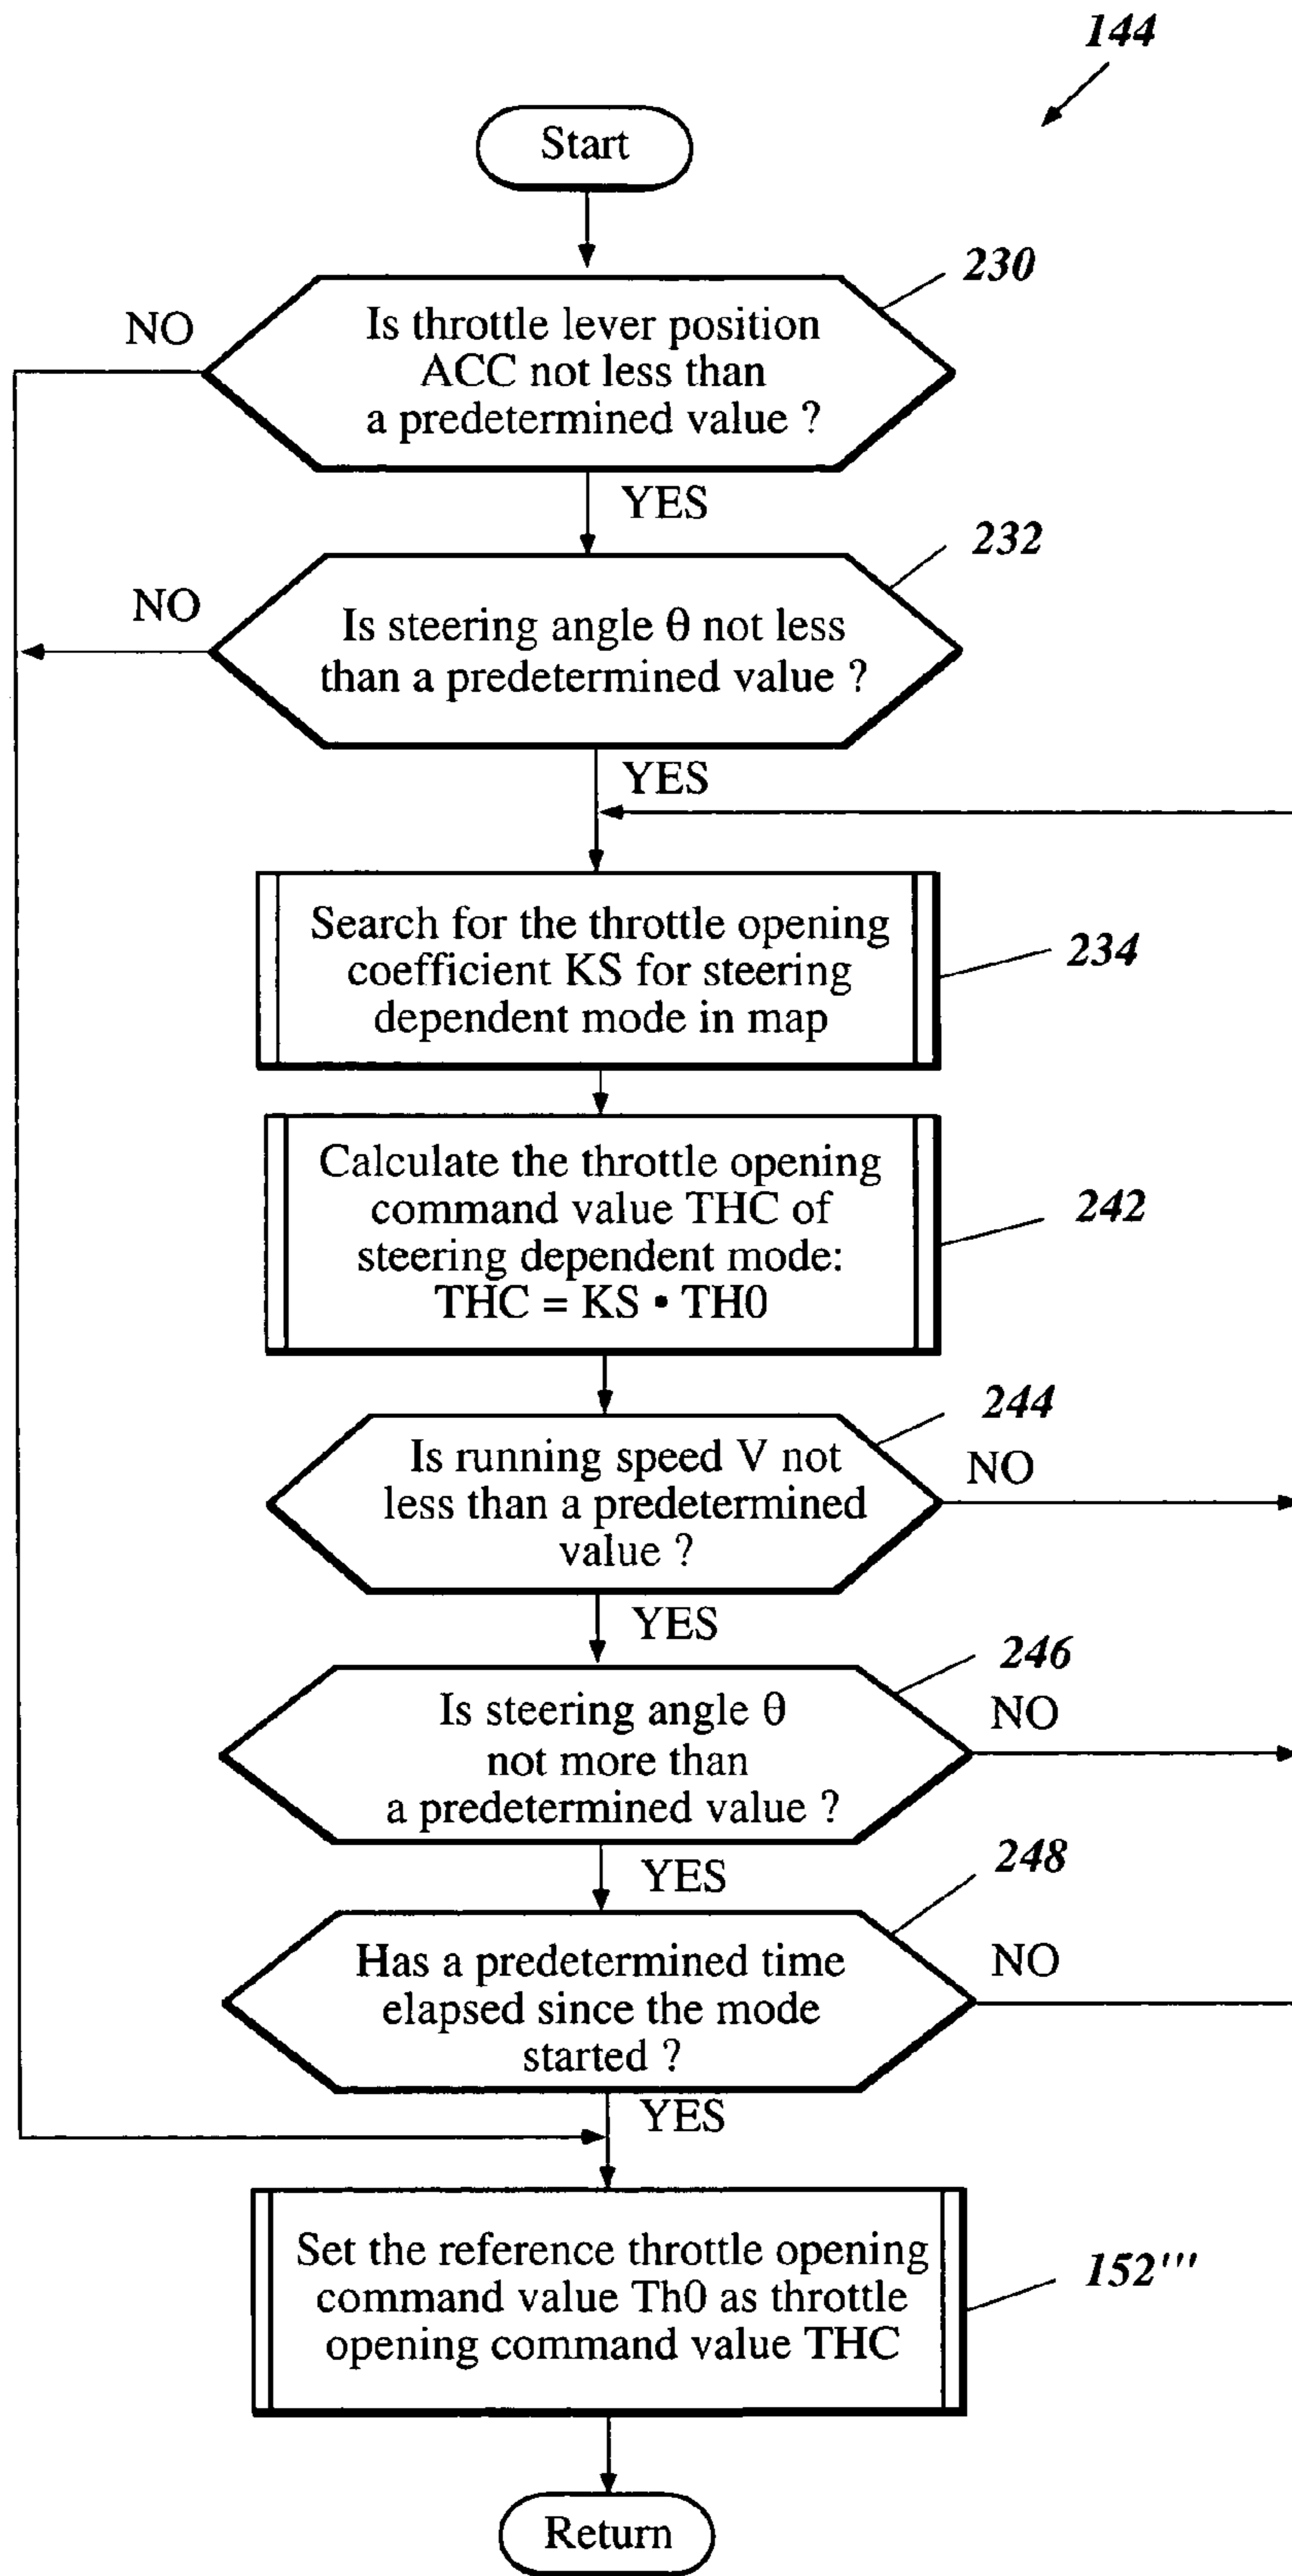 144
Start
230
NO
Is throttle lever position
ACC not less than
a predetermined value ?
YES
232
NO
Is steering angle θ not less
than a predetermined value ?
YES
Search for the throttle opening
coefficient KS for steering
dependent mode in map
234
Calculate the throttle opening
command value THC of
steering dependent mode:
THC = KS • TH0
242
244
Is running speed V not
less than a predetermined
value ?
NO
YES
246
Is steering angle θ
not more than
a predetermined value ?
NO
YES
248
Has a predetermined time
elapsed since the mode
started ?
NO
YES
Set the reference throttle opening
command value Th0 as throttle
opening command value THC
152'''
Return